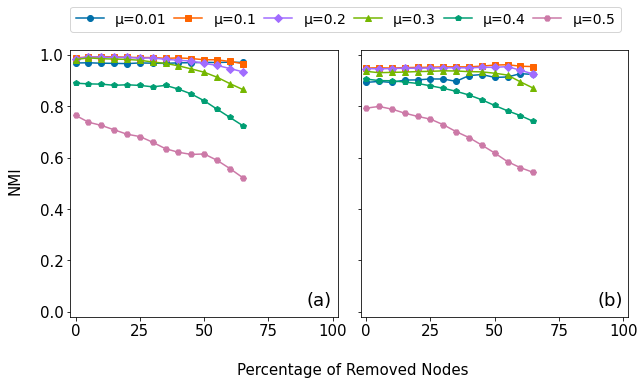 μ=0.01 μ=0.1 μ=0.2 μ=0.3 μ=0.4 μ=0.5
1.0
0.8
0.6
0.4
0.2
0.0
NMI
(a) (b)
0 25 50 75 100 0 25 50 75 100
Percentage of Removed Nodes